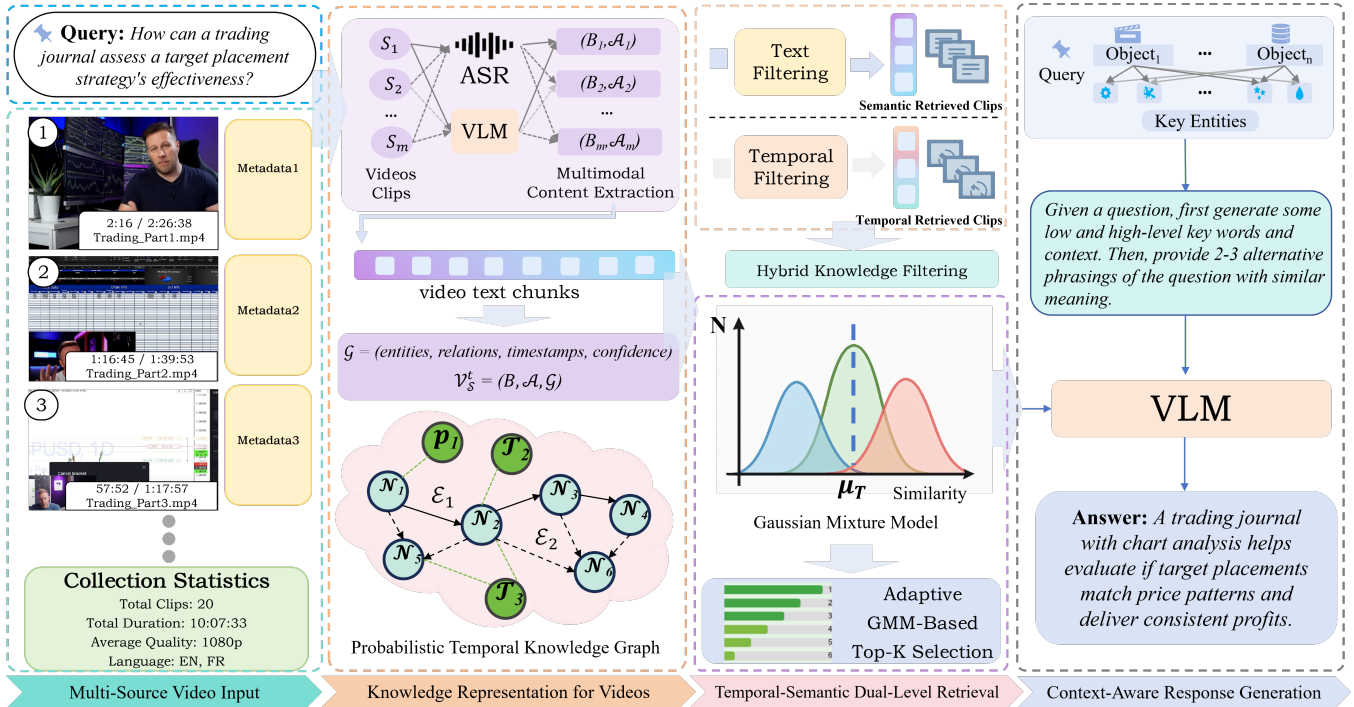 Query: How can a trading
journal assess a target placement
strategy's effectiveness?
1
2:16 / 2:26:38
Trading_Part1.mp4
Metadata1
2
1:16:45 / 1:39:53
Trading_Part2.mp4
Metadata2
3
PUSD 1D
Cancel bracket
57:52 / 1:17:57
Trading_Part3.mp4
Metadata3
Collection Statistics
Total Clips: 20
Total Duration: 10:07:33
Average Quality: 1080p
Language: EN, FR
Multi-Source Video Input
S₁
S₂
...
Sₘ
Videos
Clips
ASR
VLM
(B₁,𝒜₁)
(B₂,𝒜₂)
...
(Bₘ,𝒜ₘ)
Multimodal
Content Extraction
video text chunks
𝒢 = (entities, relations, timestamps, confidence)
𝒱ₛᵗ = (B, 𝒜, 𝒢)
p₁
𝒯₂
𝒩₁
ℰ₁
𝒩₂
𝒩₃
𝒩₄
ℰ₂
𝒩₅
𝒩₆
𝒯₃
Probabilistic Temporal Knowledge Graph
Knowledge Representation for Videos
Text
Filtering
Semantic Retrieved Clips
Temporal
Filtering
Temporal Retrieved Clips
Hybrid Knowledge Filtering
N
μ_T
Similarity
Gaussian Mixture Model
1
2
3
4
5
6
Adaptive
GMM-Based
Top-K Selection
Temporal-Semantic Dual-Level Retrieval
Query
Object₁
...
Objectₙ
...
Key Entities
Given a question, first generate some
low and high-level key words and
context. Then, provide 2-3 alternative
phrasings of the question with similar
meaning.
VLM
Answer: A trading journal
with chart analysis helps
evaluate if target placements
match price patterns and
deliver consistent profits.
Context-Aware Response Generation